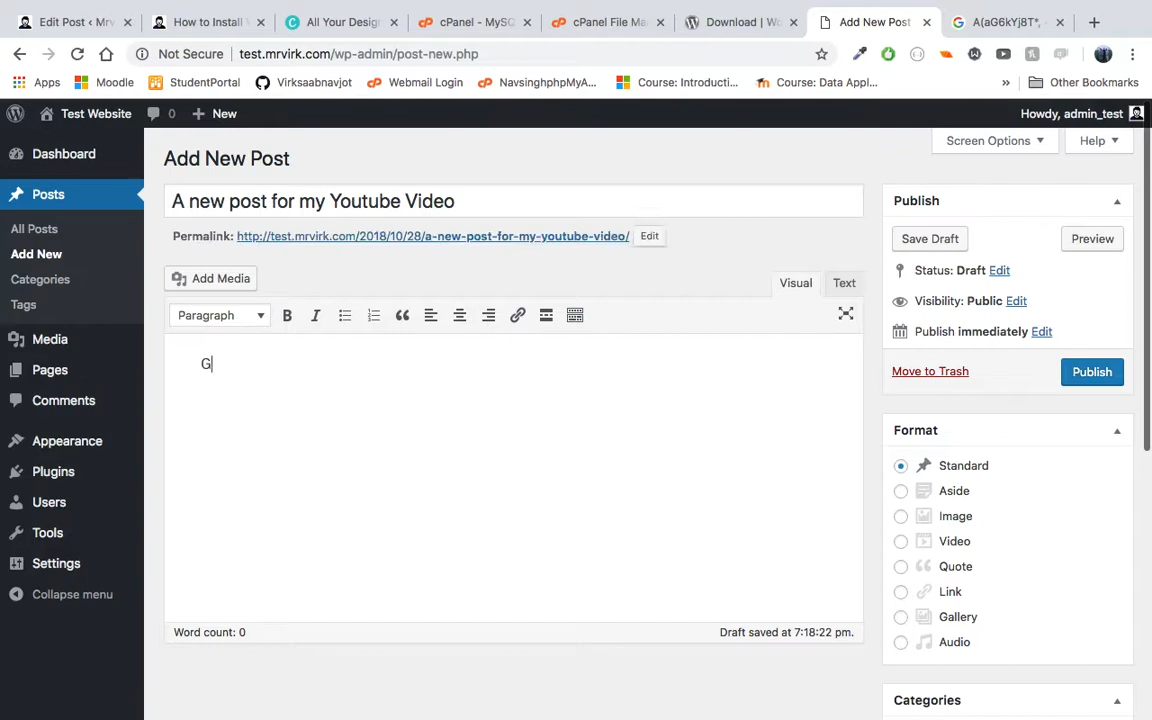 Edit Post < Mrv
How to Install W
All Your Design
cPanel - MySQ
cPanel File Ma
Download | Wo
Add New Post
A(aG6kYj8T*,
Not Secure | test.mrvirk.com/wp-admin/post-new.php
Apps
Moodle
StudentPortal
Virksaabnavjot
Webmail Login
NavsinghphpMyA...
Course: Introducti...
Course: Data Applic...
»
Other Bookmarks
Test Website
0
New
Howdy, admin_test
Dashboard
Posts
All Posts
Add New
Categories
Tags
Media
Pages
Comments
Appearance
Plugins
Users
Tools
Settings
Collapse menu
Screen Options
Help
Add New Post
A new post for my Youtube Video
Permalink: http://test.mrvirk.com/2018/10/28/a-new-post-for-my-youtube-video/ Edit
Add Media
Visual
Text
Paragraph
G
Word count: 0
Draft saved at 7:18:22 pm.
Publish
Save Draft
Preview
Status: Draft Edit
Visibility: Public Edit
Publish immediately Edit
Move to Trash
Publish
Format
Standard
Aside
Image
Video
Quote
Link
Gallery
Audio
Categories